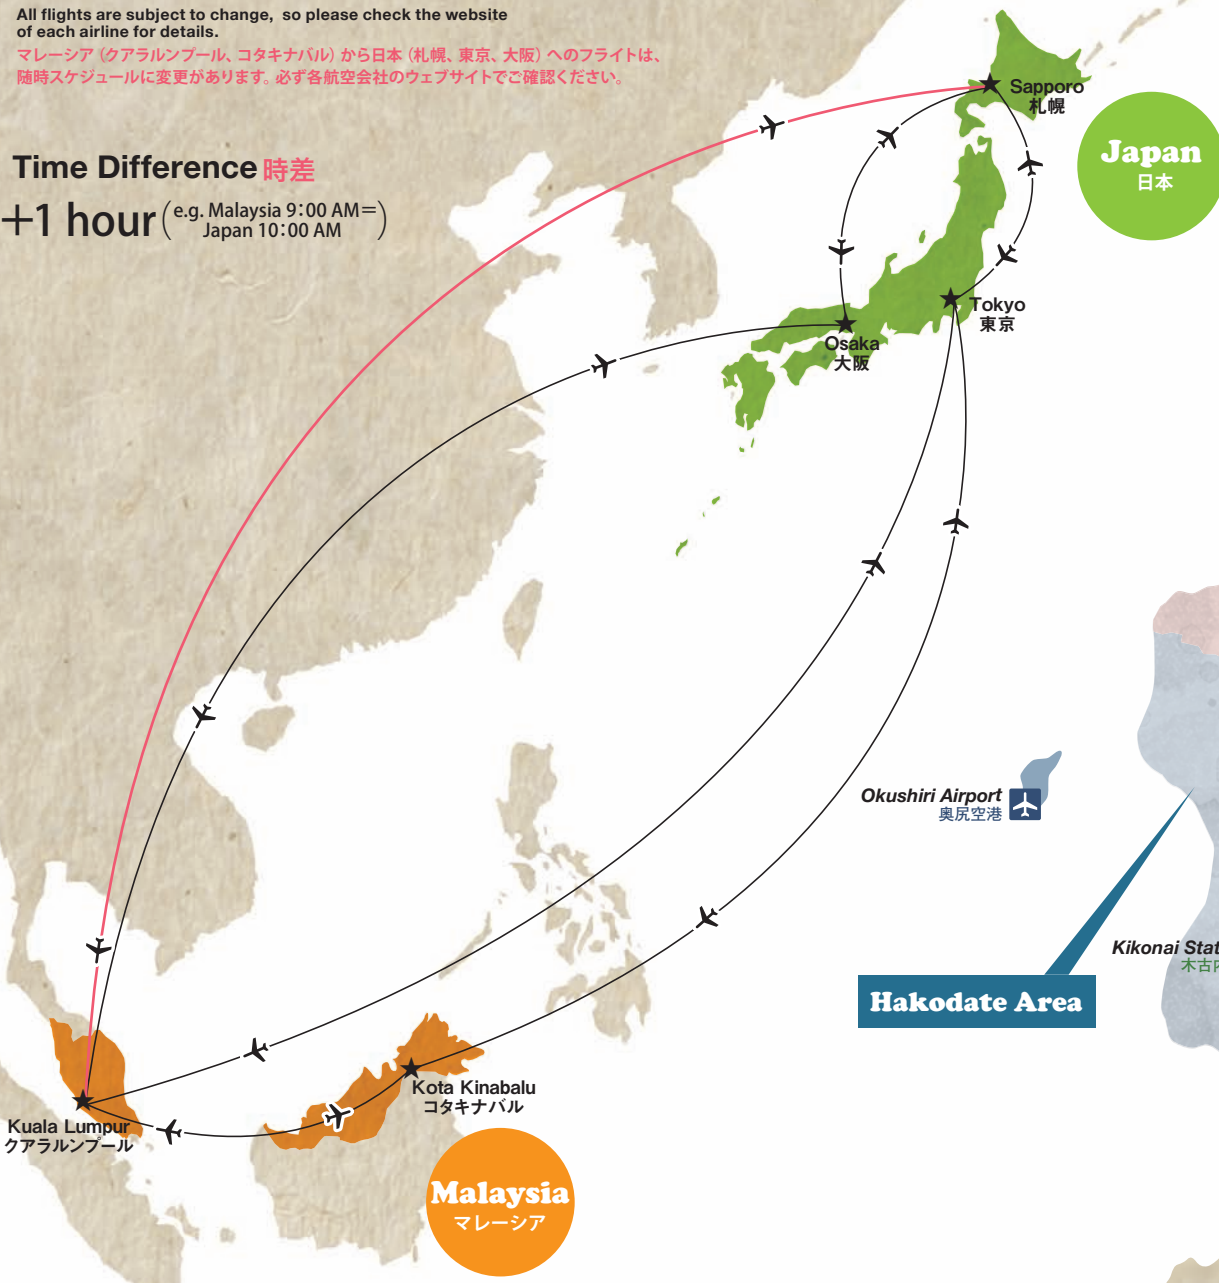 All flights are subject to change, so please check the website
of each airline for details.
マレーシア（クアラルンプール、コタキナバル）から日本（札幌、東京、大阪）へのフライトは、
随時スケジュールに変更があります。必ず各航空会社のウェブサイトでご確認ください。
Time Difference 時差
+1 hour (e.g. Malaysia 9:00 AM=
Japan 10:00 AM)
Sapporo
札幌
Japan
日本
Tokyo
東京
Osaka
大阪
Okushiri Airport
奥尻空港
Kikonai Stat
木古内
Hakodate Area
Kota Kinabalu
コタキナバル
Kuala Lumpur
クアラルンプール
Malaysia
マレーシア